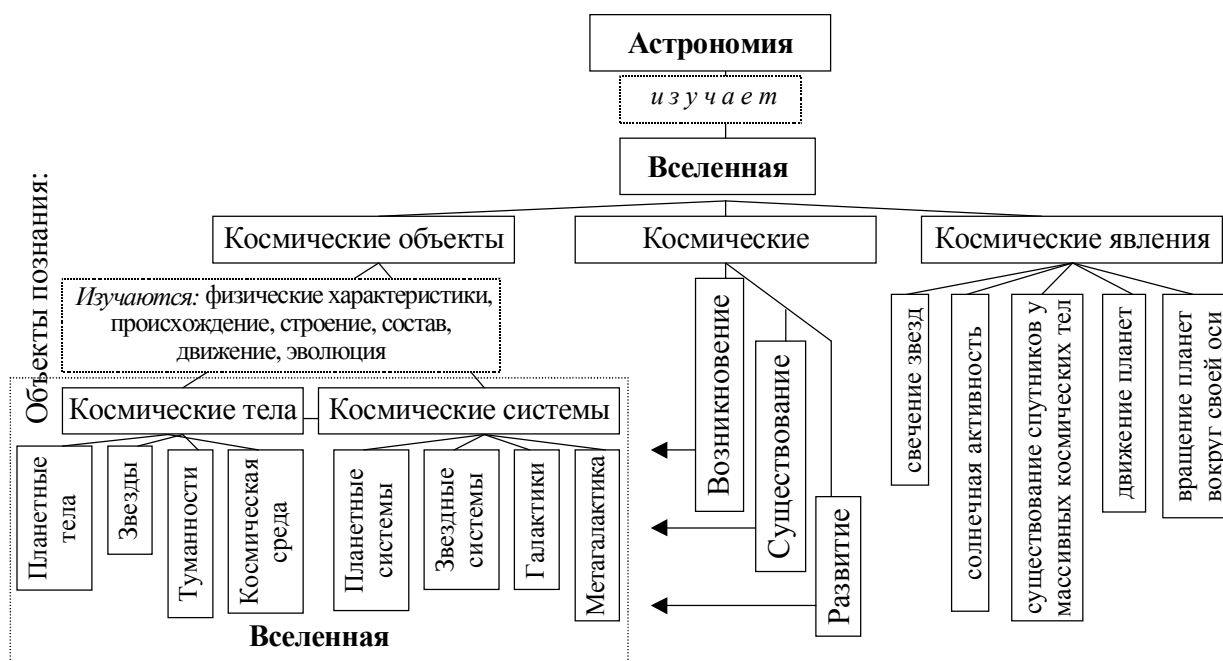 Астрономия
изучает
Вселенная
Объекты познания:
Космические объекты
Космические
Космические явления
Изучаются: физические характеристики,
происхождение, строение, состав,
движение, эволюция
Космические тела
Космические системы
Планетные
тела
Звезды
Туманности
Космическая
среда
Планетные
системы
Звездные
системы
Галактики
Метагалактика
Вселенная
Возникновение
Существование
Развитие
свечение звезд
солнечная активность
существование спутников у
массивных космических тел
движение планет
вращение планет
вокруг своей оси